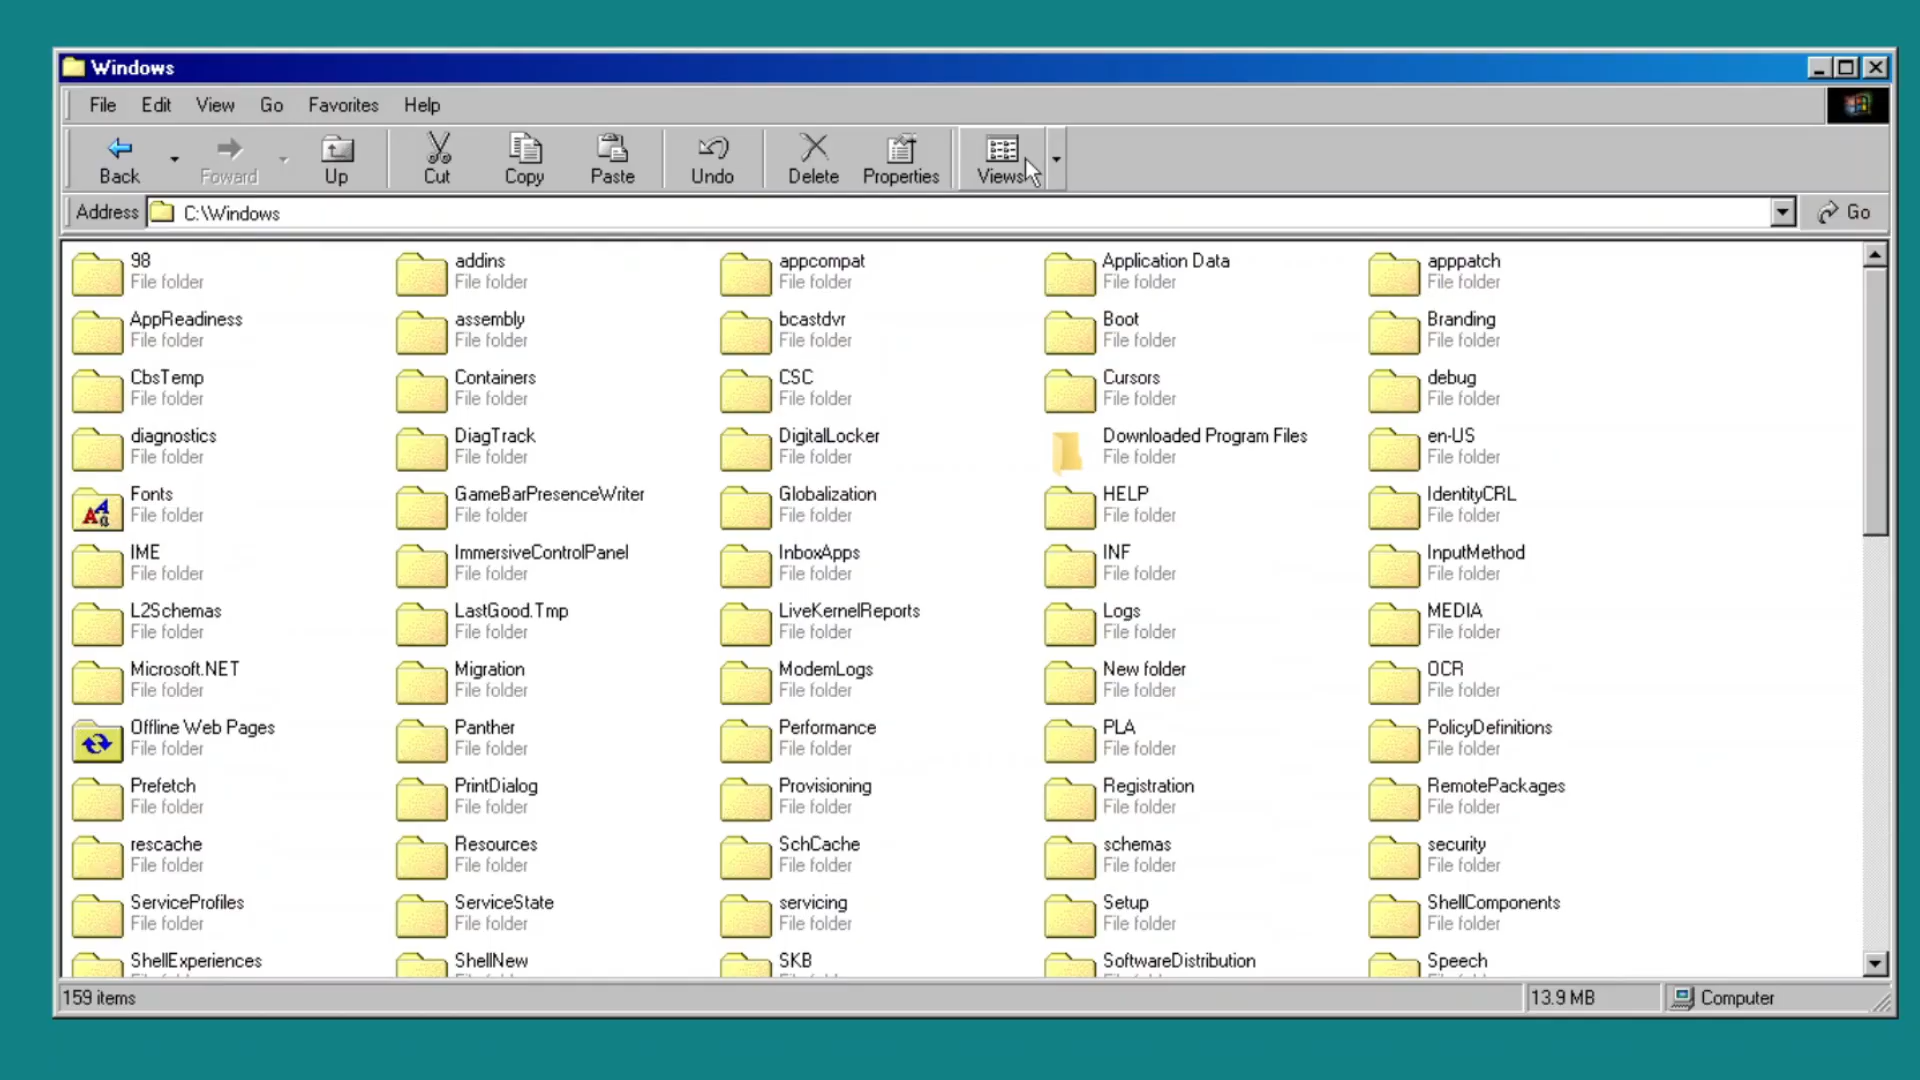 Windows
File Edit View Go Favorites Help
Back Foward Up Cut Copy Paste Undo Delete Properties Views
Address C:\Windows Go
98 addins appcompat Application Data apppatch
File folder File folder File folder File folder File folder
AppReadiness assembly bcastdvr Boot Branding
File folder File folder File folder File folder File folder
CbsTemp Containers CSC Cursors debug
File folder File folder File folder File folder File folder
diagnostics DiagTrack DigitalLocker Downloaded Program Files en-US
File folder File folder File folder File folder File folder
Fonts GameBarPresenceWriter Globalization HELP IdentityCRL
File folder File folder File folder File folder File folder
IME ImmersiveControlPanel InboxApps INF InputMethod
File folder File folder File folder File folder File folder
L2Schemas LastGood.Tmp LiveKernelReports Logs MEDIA
File folder File folder File folder File folder File folder
Microsoft.NET Migration ModemLogs New folder OCR
File folder File folder File folder File folder File folder
Offline Web Pages Panther Performance PLA PolicyDefinitions
File folder File folder File folder File folder File folder
Prefetch PrintDialog Provisioning Registration RemotePackages
File folder File folder File folder File folder File folder
rescache Resources SchCache schemas security
File folder File folder File folder File folder File folder
ServiceProfiles ServiceState servicing Setup ShellComponents
File folder File folder File folder File folder File folder
ShellExperiences ShellNew SKB SoftwareDistribution Speech
159 items 13.9 MB Computer